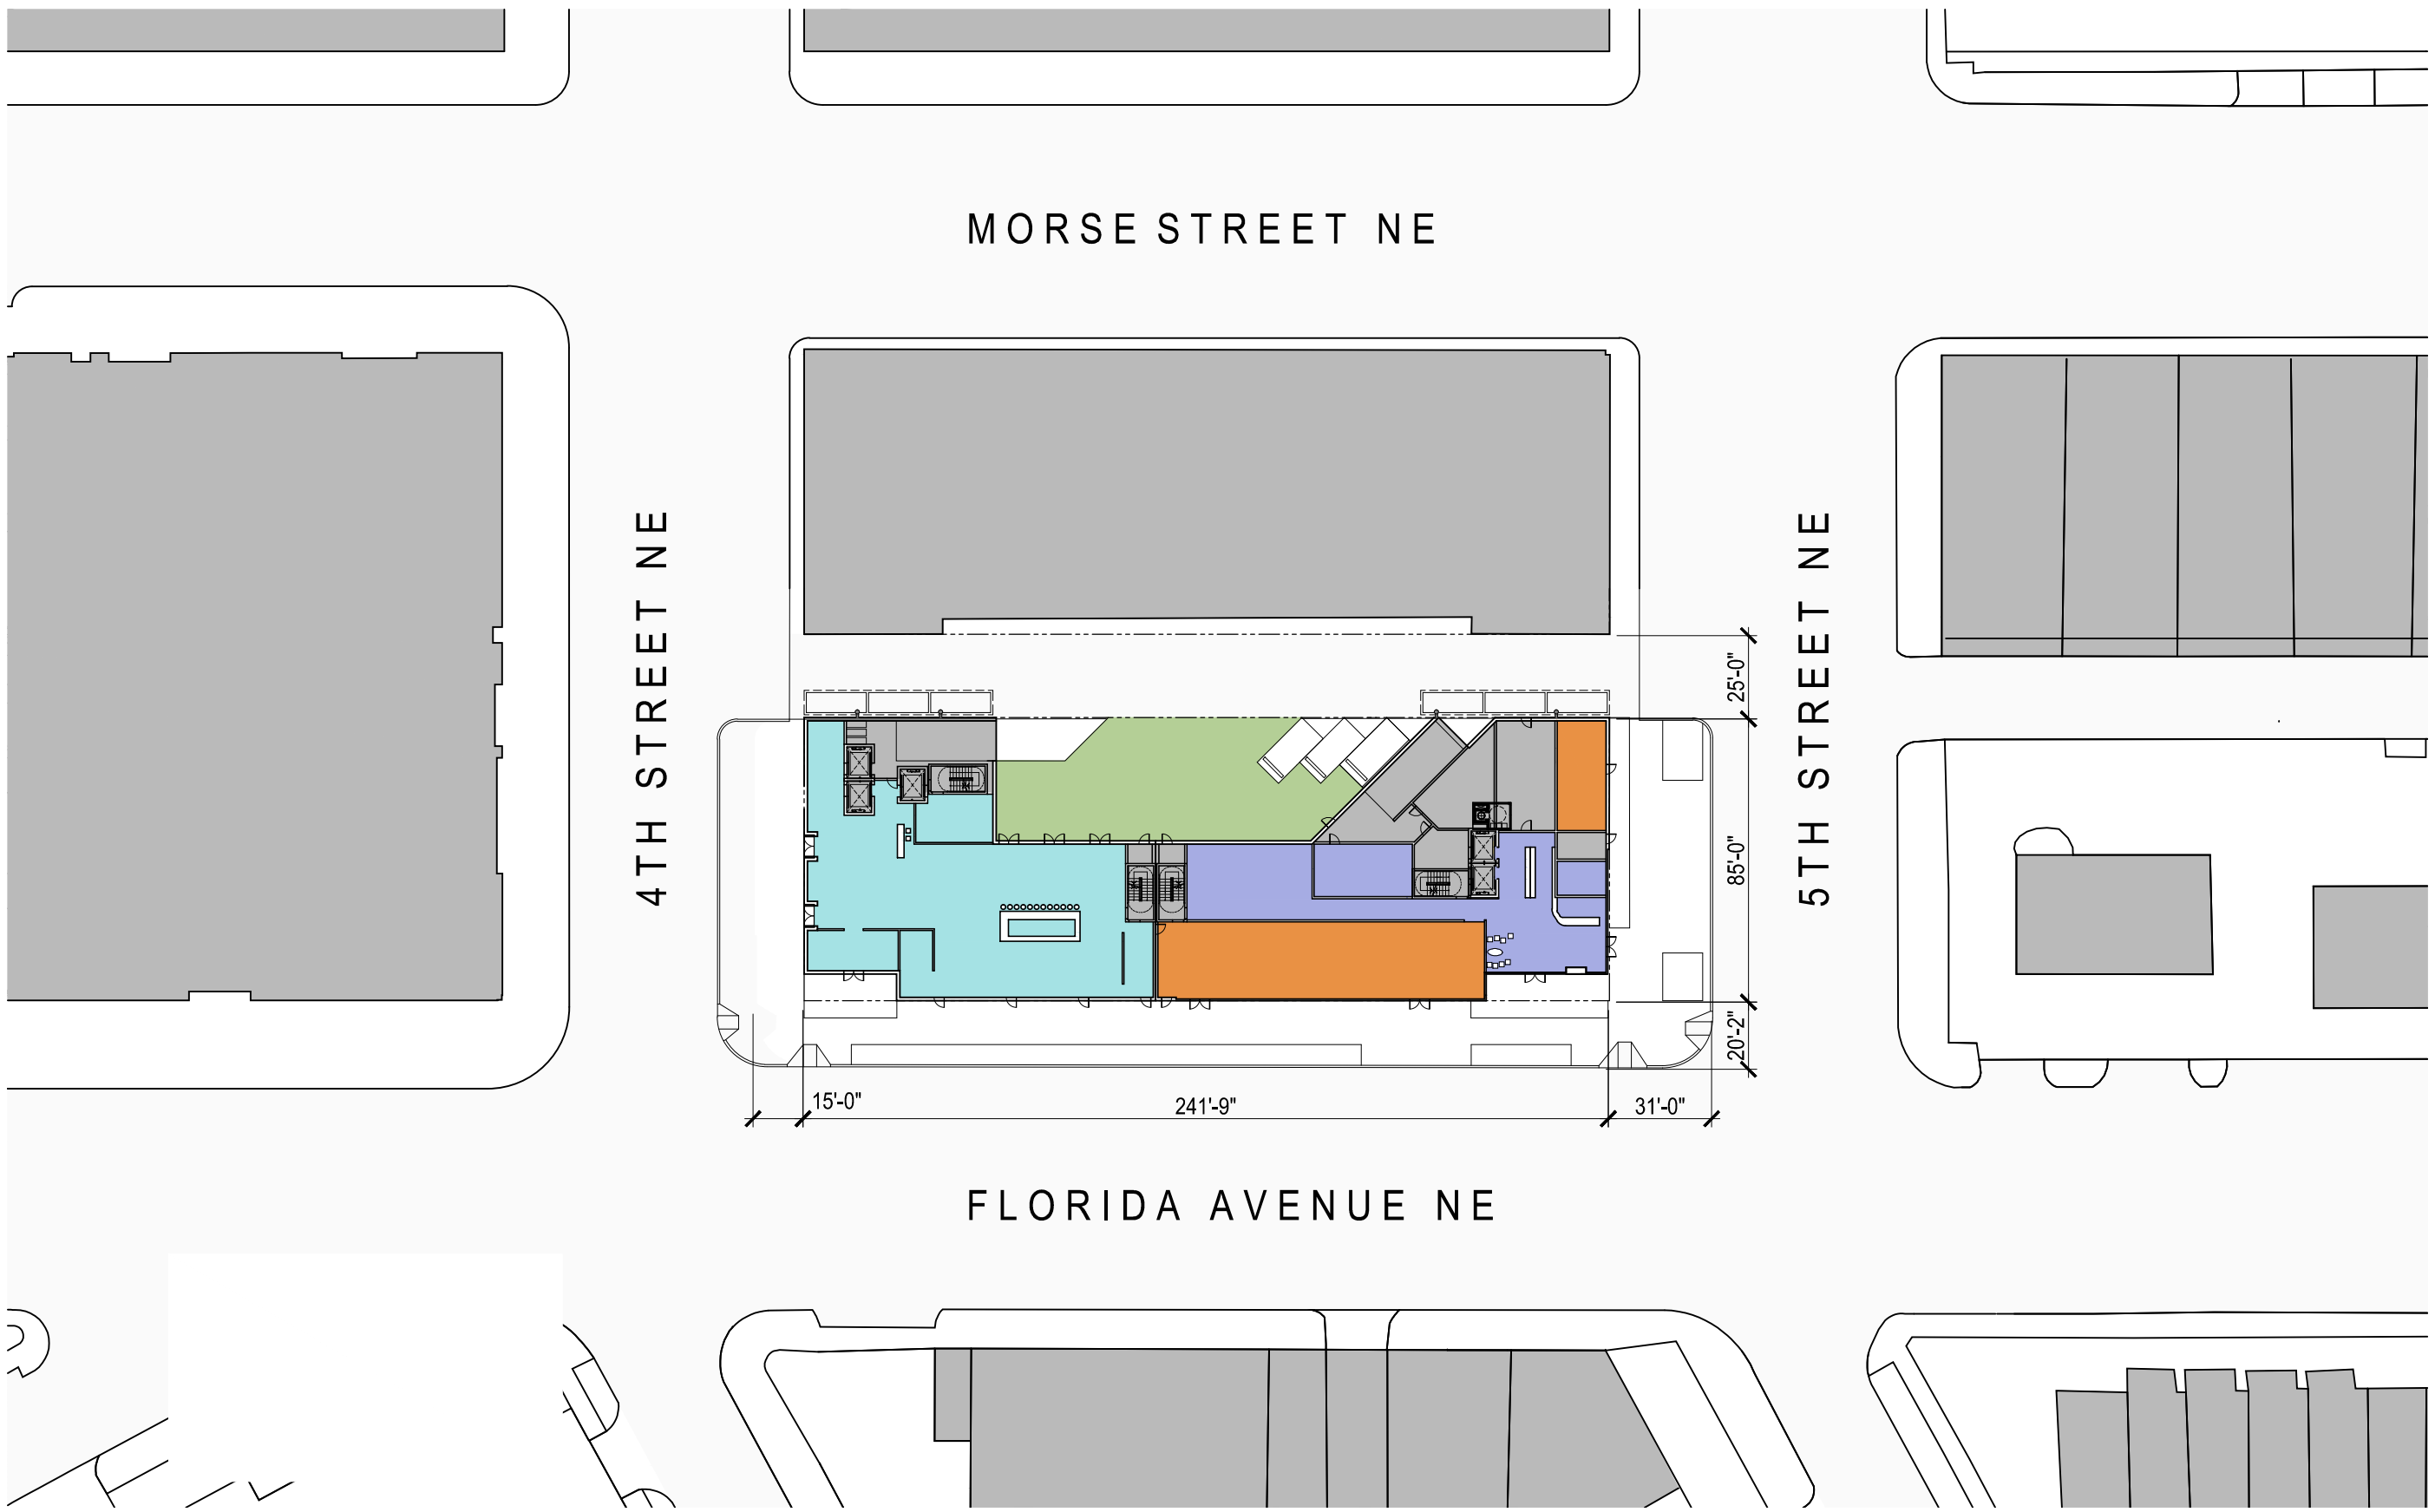 MORSE STREET NE
4TH STREET NE
5TH STREET NE
25'-0"
85'-0"
20'-2"
15'-0"
241'-9"
31'-0"
FLORIDA AVENUE NE